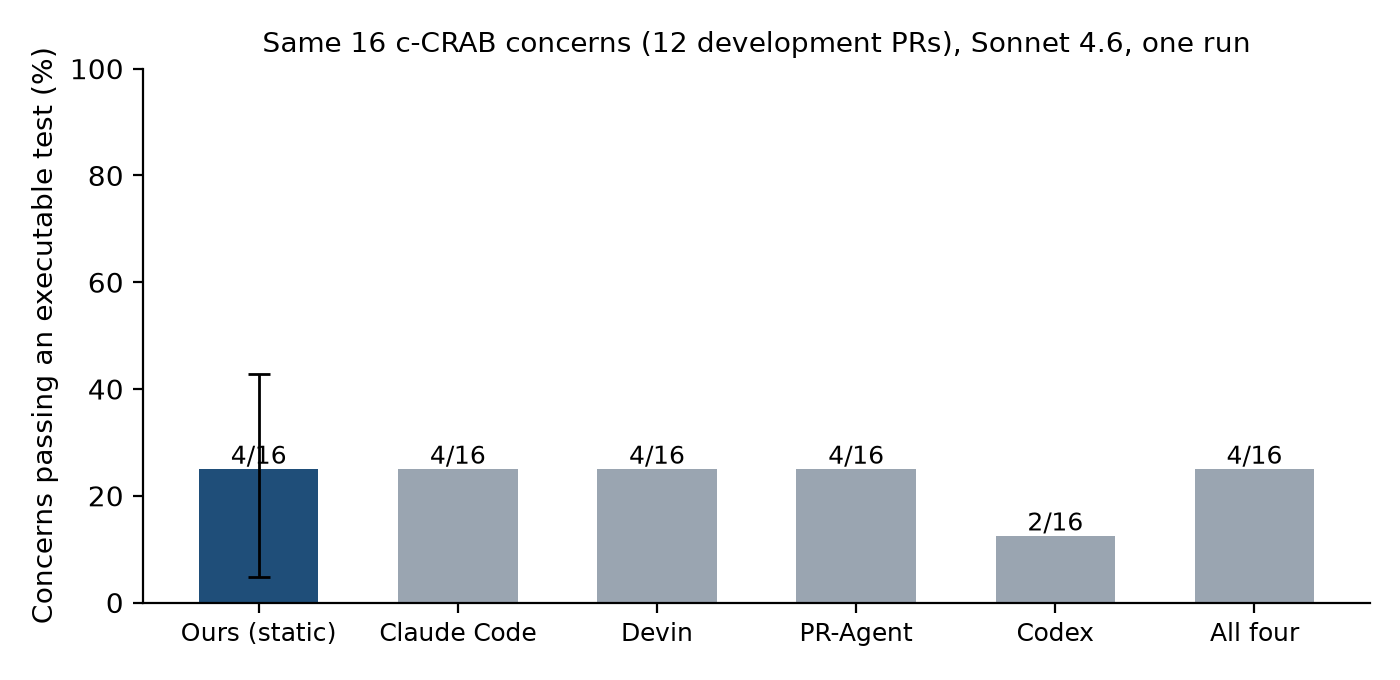 Same 16 c-CRAB concerns (12 development PRs), Sonnet 4.6, one run
Concerns passing an executable test (%)
100
80
60
40
20
0
4/16
4/16
4/16
4/16
2/16
4/16
Ours (static)
Claude Code
Devin
PR-Agent
Codex
All four